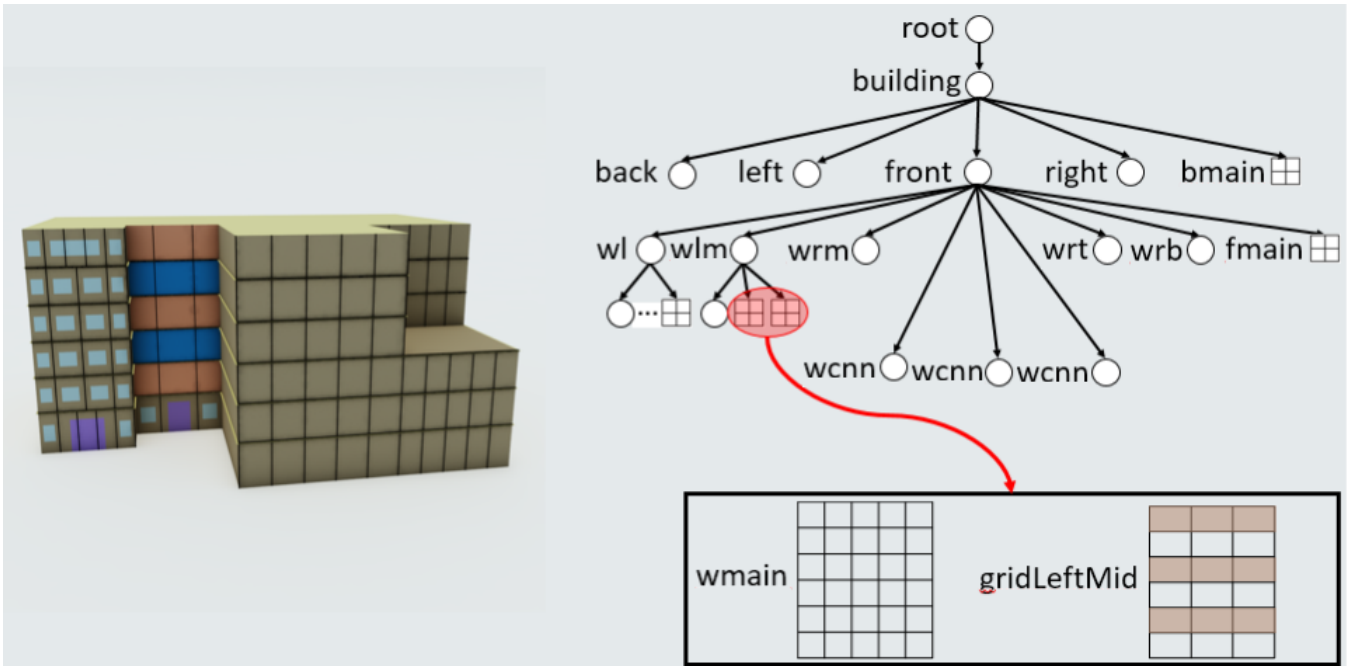 root
building
back left front right bmain
wl wlm wrm wrt wrb fmain
...
wcnn wcnn wcnn
wmain gridLeftMid